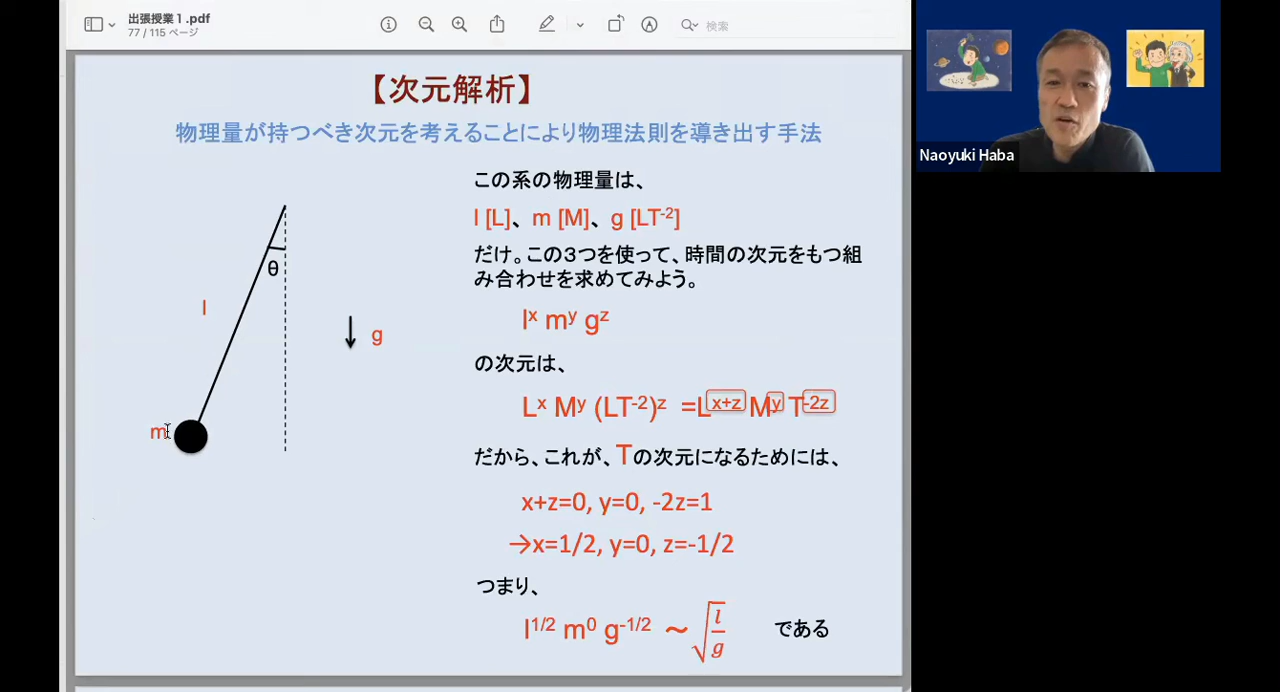 出張授業１.pdf
77 / 115 ページ
検索
【次元解析】
物理量が持つべき次元を考えることにより物理法則を導き出す手法
この系の物理量は、
l [L]、 m [M]、 g [LT⁻²]
だけ。この３つを使って、時間の次元をもつ組
み合わせを求めてみよう。
lˣ mʸ gᶻ
の次元は、
Lˣ Mʸ (LT⁻²)ᶻ =Lˣ⁺ᶻ Mʸ T⁻²ᶻ
だから、これが、Tの次元になるためには、
x+z=0, y=0, -2z=1
→x=1/2, y=0, z=-1/2
つまり、
l^1/2 m⁰ g^-1/2 ～√(l/g) である
θ
l
g
m
Naoyuki Haba